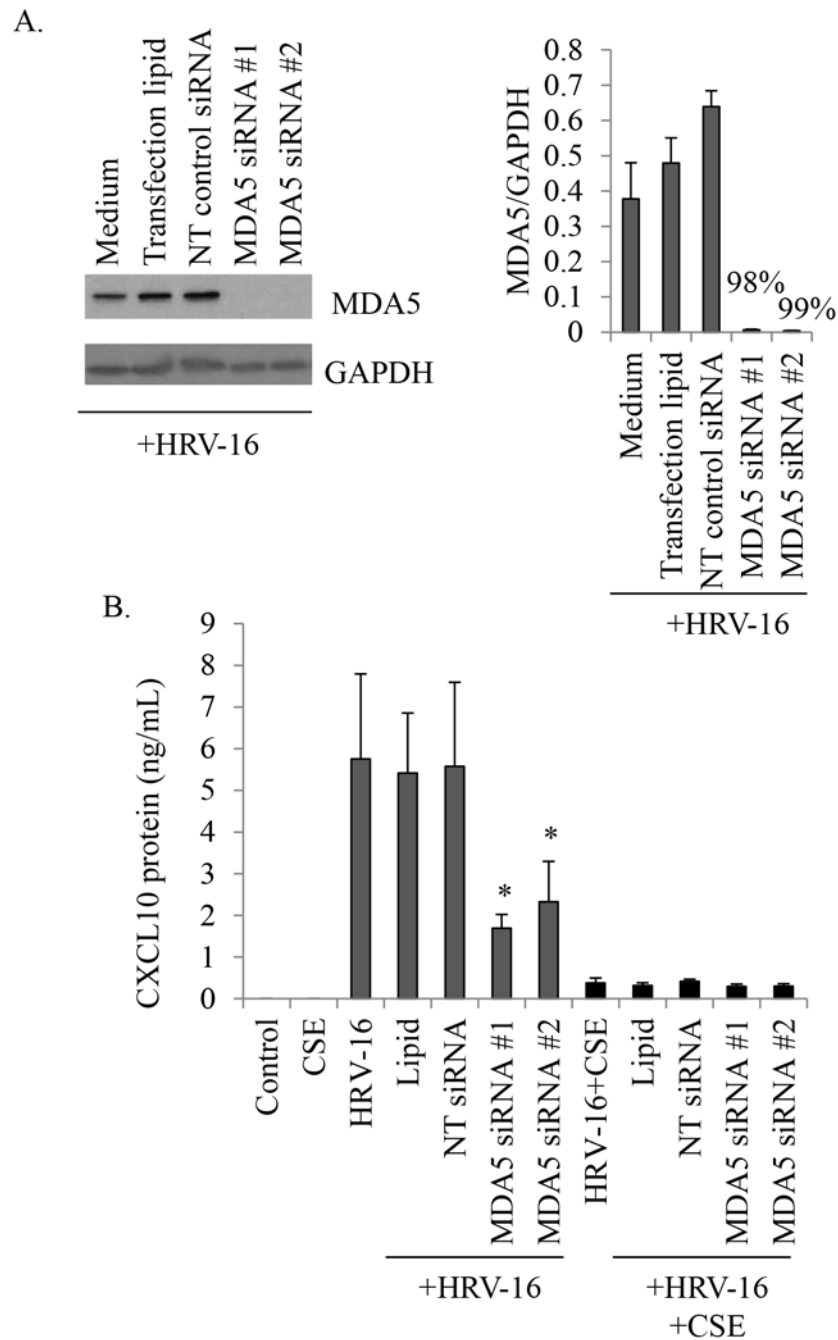 A.
Medium
Transfection lipid
NT control siRNA
MDA5 siRNA #1
MDA5 siRNA #2
MDA5
GAPDH
+HRV-16
MDA5/GAPDH
0.8
0.7
0.6
0.5
0.4
0.3
0.2
0.1
0
98%
99%
Medium
Transfection lipid
NT control siRNA
MDA5 siRNA #1
MDA5 siRNA #2
+HRV-16
B.
CXCL10 protein (ng/mL)
9
8
7
6
5
4
3
2
1
0
*
*
Control
CSE
HRV-16
Lipid
NT siRNA
MDA5 siRNA #1
MDA5 siRNA #2
HRV-16+CSE
Lipid
NT siRNA
MDA5 siRNA #1
MDA5 siRNA #2
+HRV-16
+HRV-16
+CSE